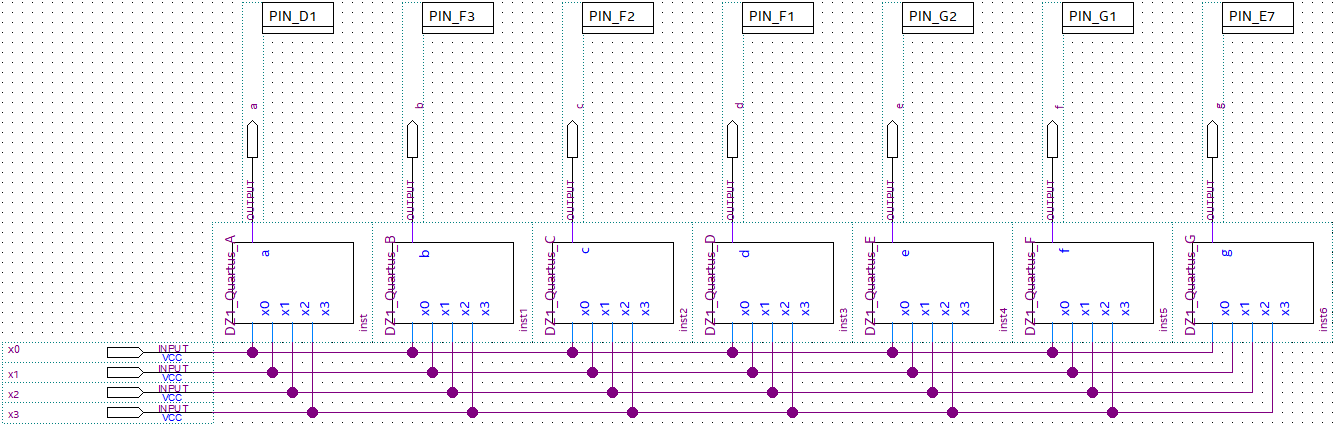 PIN_D1 PIN_F3 PIN_F2 PIN_F1 PIN_G2 PIN_G1 PIN_E7
a b c d e f g
OUTPUT OUTPUT OUTPUT OUTPUT OUTPUT OUTPUT OUTPUT
DZ1_Quartus_A DZ1_Quartus_B DZ1_Quartus_C DZ1_Quartus_D DZ1_Quartus_E DZ1_Quartus_F DZ1_Quartus_G
a b c d e f g
x0 x1 x2 x3 x0 x1 x2 x3 x0 x1 x2 x3 x0 x1 x2 x3 x0 x1 x2 x3 x0 x1 x2 x3 x0 x1 x2 x3
inst inst1 inst2 inst3 inst4 inst5 inst6
x0 INPUT
VCC
x1 INPUT
VCC
x2 INPUT
VCC
x3 INPUT
VCC